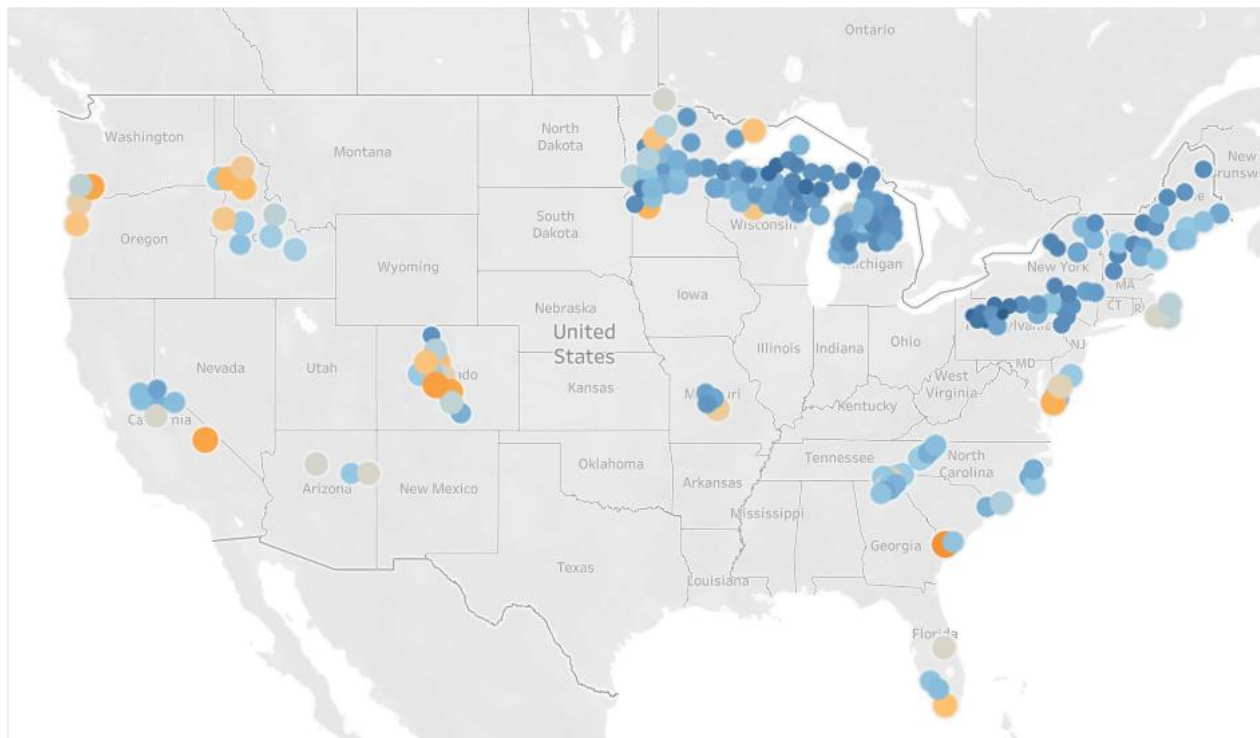 Ontario
Washington
Montana
North
Dakota
New
Oregon
South
Dakota
Wisconsin
Michigan
New York
Wyoming
MA
CT
Iowa
Nebraska
United
States
Nevada
Utah
Illinois
Indiana
Ohio
NJ
MD
Kansas
West
Virginia
Kentucky
Oklahoma
Tennessee
North
Carolina
Arizona
New Mexico
Arkansas
Mississippi
Georgia
Texas
Louisiana
Florida